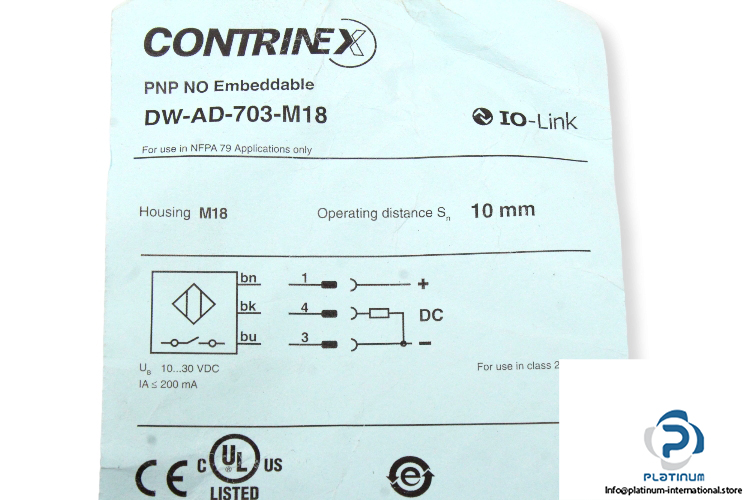 CONTRINEX
PNP NO Embeddable
DW-AD-703-M18
IO-Link
For use in NFPA 79 Applications only
Housing M18
Operating distance Sn 10 mm
bn 1 +
bk 4 DC
bu 3 −
UB 10...30 VDC
IA ≤ 200 mA
For use in class 2
CE
C UL US
LISTED
e
P
PLATINUM
Info@platinum-international.store